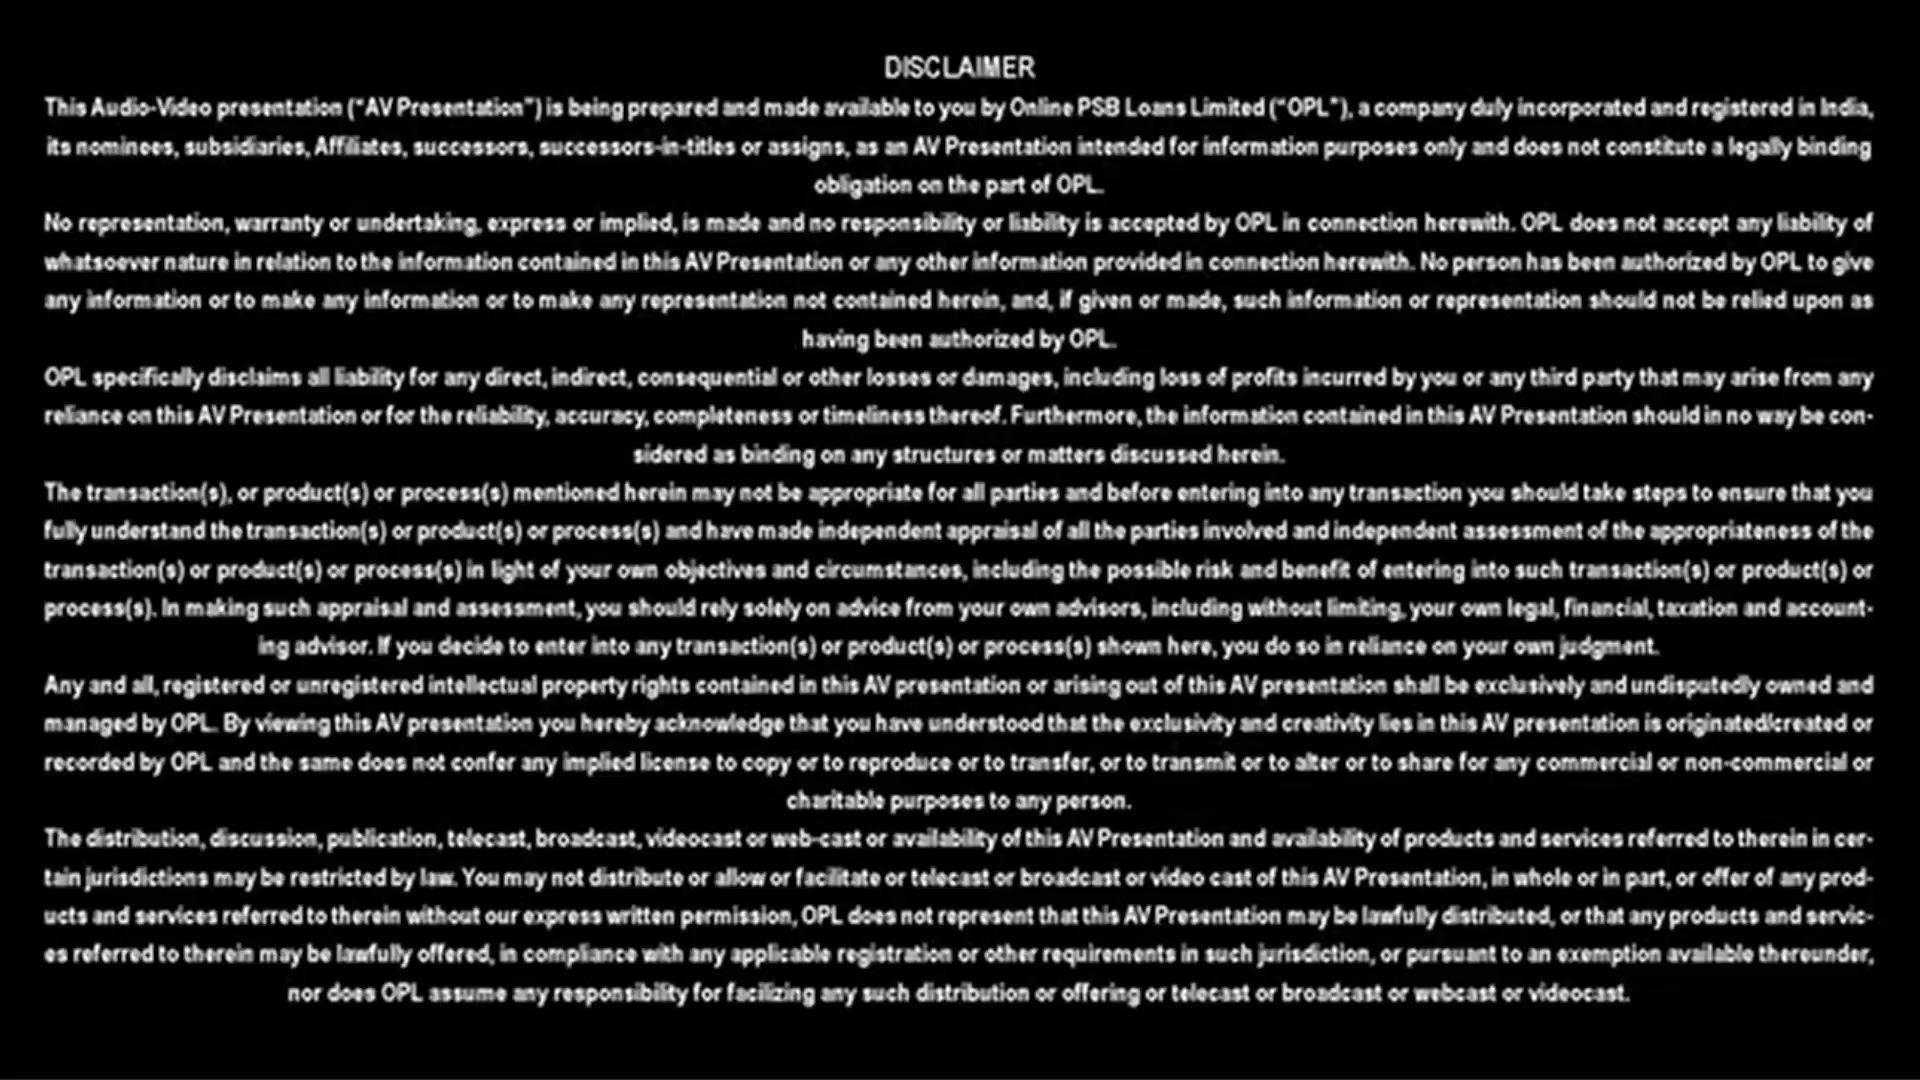 DISCLAIMER
This Audio-Video presentation (“AV Presentation”) is being prepared and made available to you by Online PSB Loans Limited (“OPL”), a company duly incorporated and registered in India,
its nominees, subsidiaries, Affiliates, successors, successors-in-titles or assigns, as an AV Presentation intended for information purposes only and does not constitute a legally binding
obligation on the part of OPL.
No representation, warranty or undertaking, express or implied, is made and no responsibility or liability is accepted by OPL in connection herewith. OPL does not accept any liability of
whatsoever nature in relation to the information contained in this AV Presentation or any other information provided in connection herewith. No person has been authorized by OPL to give
any information or to make any information or to make any representation not contained herein, and, if given or made, such information or representation should not be relied upon as
having been authorized by OPL.
OPL specifically disclaims all liability for any direct, indirect, consequential or other losses or damages, including loss of profits incurred by you or any third party that may arise from any
reliance on this AV Presentation or for the reliability, accuracy, completeness or timeliness thereof. Furthermore, the information contained in this AV Presentation should in no way be con-
sidered as binding on any structures or matters discussed herein.
The transaction(s), or product(s) or process(s) mentioned herein may not be appropriate for all parties and before entering into any transaction you should take steps to ensure that you
fully understand the transaction(s) or product(s) or process(s) and have made independent appraisal of all the parties involved and independent assessment of the appropriateness of the
transaction(s) or product(s) or process(s) in light of your own objectives and circumstances, including the possible risk and benefit of entering into such transaction(s) or product(s) or
process(s). In making such appraisal and assessment, you should rely solely on advice from your own advisors, including without limiting, your own legal, financial, taxation and account-
ing advisor. If you decide to enter into any transaction(s) or product(s) or process(s) shown here, you do so in reliance on your own judgment.
Any and all, registered or unregistered intellectual property rights contained in this AV presentation or arising out of this AV presentation shall be exclusively and undisputedly owned and
managed by OPL. By viewing this AV presentation you hereby acknowledge that you have understood that the exclusivity and creativity lies in this AV presentation is originated/created or
recorded by OPL and the same does not confer any implied license to copy or to reproduce or to transfer, or to transmit or to alter or to share for any commercial or non-commercial or
charitable purposes to any person.
The distribution, discussion, publication, telecast, broadcast, videocast or web-cast or availability of this AV Presentation and availability of products and services referred to therein in cer-
tain jurisdictions may be restricted by law. You may not distribute or allow or facilitate or telecast or broadcast or video cast of this AV Presentation, in whole or in part, or offer of any prod-
ucts and services referred to therein without our express written permission, OPL does not represent that this AV Presentation may be lawfully distributed, or that any products and servic-
es referred to therein may be lawfully offered, in compliance with any applicable registration or other requirements in such jurisdiction, or pursuant to an exemption available thereunder,
nor does OPL assume any responsibility for facilizing any such distribution or offering or telecast or broadcast or webcast or videocast.